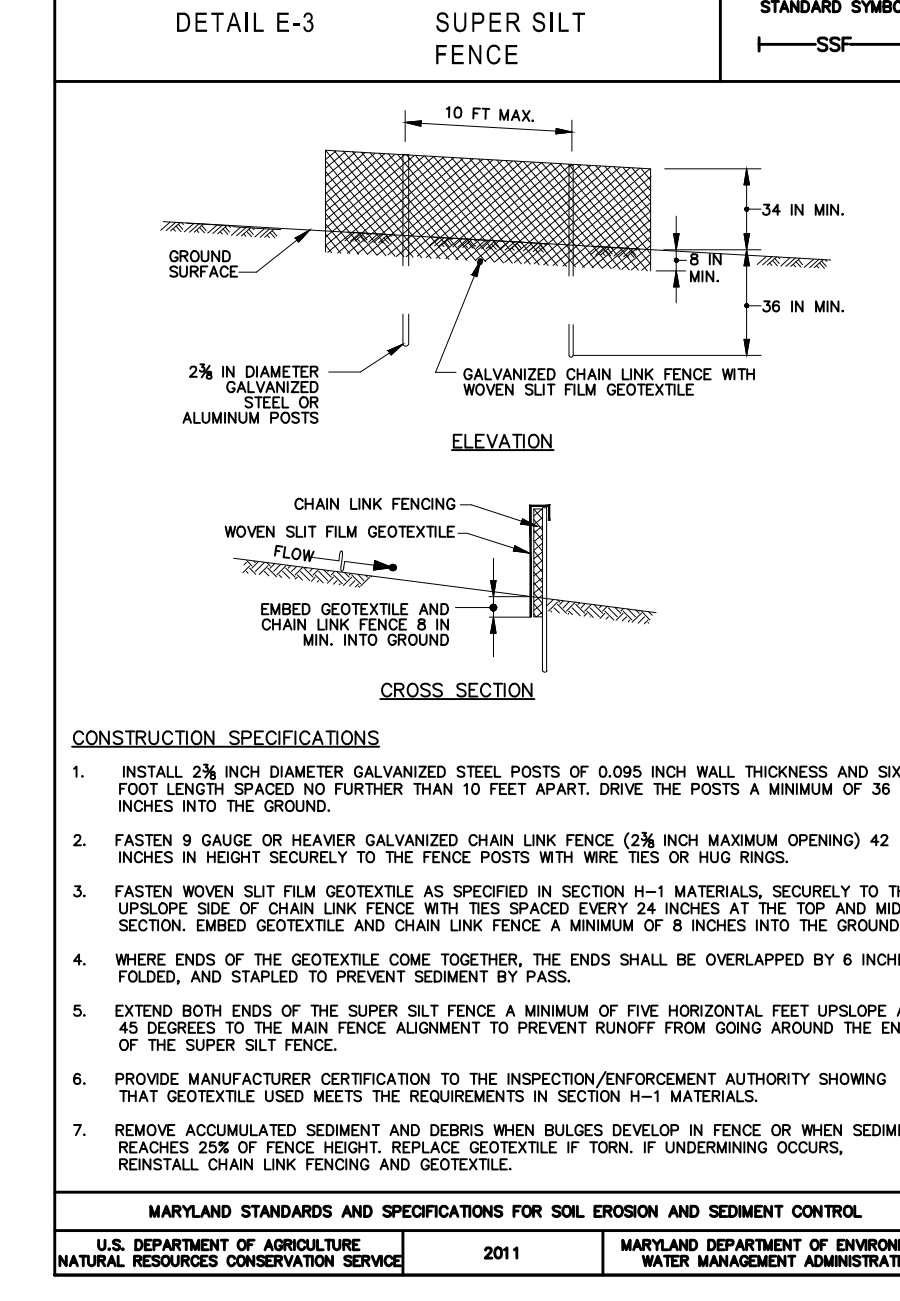 DETAIL E-3
SUPER SILT
FENCE
STANDARD SYMBO
SSF
10 FT MAX.
34 IN MIN.
GROUND
SURFACE
8 IN
MIN.
36 IN MIN.
2⅜ IN DIAMETER
GALVANIZED
STEEL OR
ALUMINUM POSTS
GALVANIZED CHAIN LINK FENCE WITH
WOVEN SLIT FILM GEOTEXTILE
ELEVATION
CHAIN LINK FENCING
WOVEN SLIT FILM GEOTEXTILE
FLOW
EMBED GEOTEXTILE AND
CHAIN LINK FENCE 8 IN
MIN. INTO GROUND
CROSS SECTION
CONSTRUCTION SPECIFICATIONS
1. INSTALL 2⅜ INCH DIAMETER GALVANIZED STEEL POSTS OF 0.095 INCH WALL THICKNESS AND SIX
FOOT LENGTH SPACED NO FURTHER THAN 10 FEET APART. DRIVE THE POSTS A MINIMUM OF 36
INCHES INTO THE GROUND.
2. FASTEN 9 GAUGE OR HEAVIER GALVANIZED CHAIN LINK FENCE (2⅜ INCH MAXIMUM OPENING) 42
INCHES IN HEIGHT SECURELY TO THE FENCE POSTS WITH WIRE TIES OR HUG RINGS.
3. FASTEN WOVEN SLIT FILM GEOTEXTILE AS SPECIFIED IN SECTION H-1 MATERIALS, SECURELY TO TH
UPSLOPE SIDE OF CHAIN LINK FENCE WITH TIES SPACED EVERY 24 INCHES AT THE TOP AND MID
SECTION. EMBED GEOTEXTILE AND CHAIN LINK FENCE A MINIMUM OF 8 INCHES INTO THE GROUND
4. WHERE ENDS OF THE GEOTEXTILE COME TOGETHER, THE ENDS SHALL BE OVERLAPPED BY 6 INCHE
FOLDED, AND STAPLED TO PREVENT SEDIMENT BY PASS.
5. EXTEND BOTH ENDS OF THE SUPER SILT FENCE A MINIMUM OF FIVE HORIZONTAL FEET UPSLOPE A
45 DEGREES TO THE MAIN FENCE ALIGNMENT TO PREVENT RUNOFF FROM GOING AROUND THE EN
OF THE SUPER SILT FENCE.
6. PROVIDE MANUFACTURER CERTIFICATION TO THE INSPECTION/ENFORCEMENT AUTHORITY SHOWING
THAT GEOTEXTILE USED MEETS THE REQUIREMENTS IN SECTION H-1 MATERIALS.
7. REMOVE ACCUMULATED SEDIMENT AND DEBRIS WHEN BULGES DEVELOP IN FENCE OR WHEN SEDIME
REACHES 25% OF FENCE HEIGHT. REPLACE GEOTEXTILE IF TORN. IF UNDERMINING OCCURS,
REINSTALL CHAIN LINK FENCING AND GEOTEXTILE.
MARYLAND STANDARDS AND SPECIFICATIONS FOR SOIL EROSION AND SEDIMENT CONTROL
U.S. DEPARTMENT OF AGRICULTURE
NATURAL RESOURCES CONSERVATION SERVICE
2011
MARYLAND DEPARTMENT OF ENVIRON
WATER MANAGEMENT ADMINISTRATI